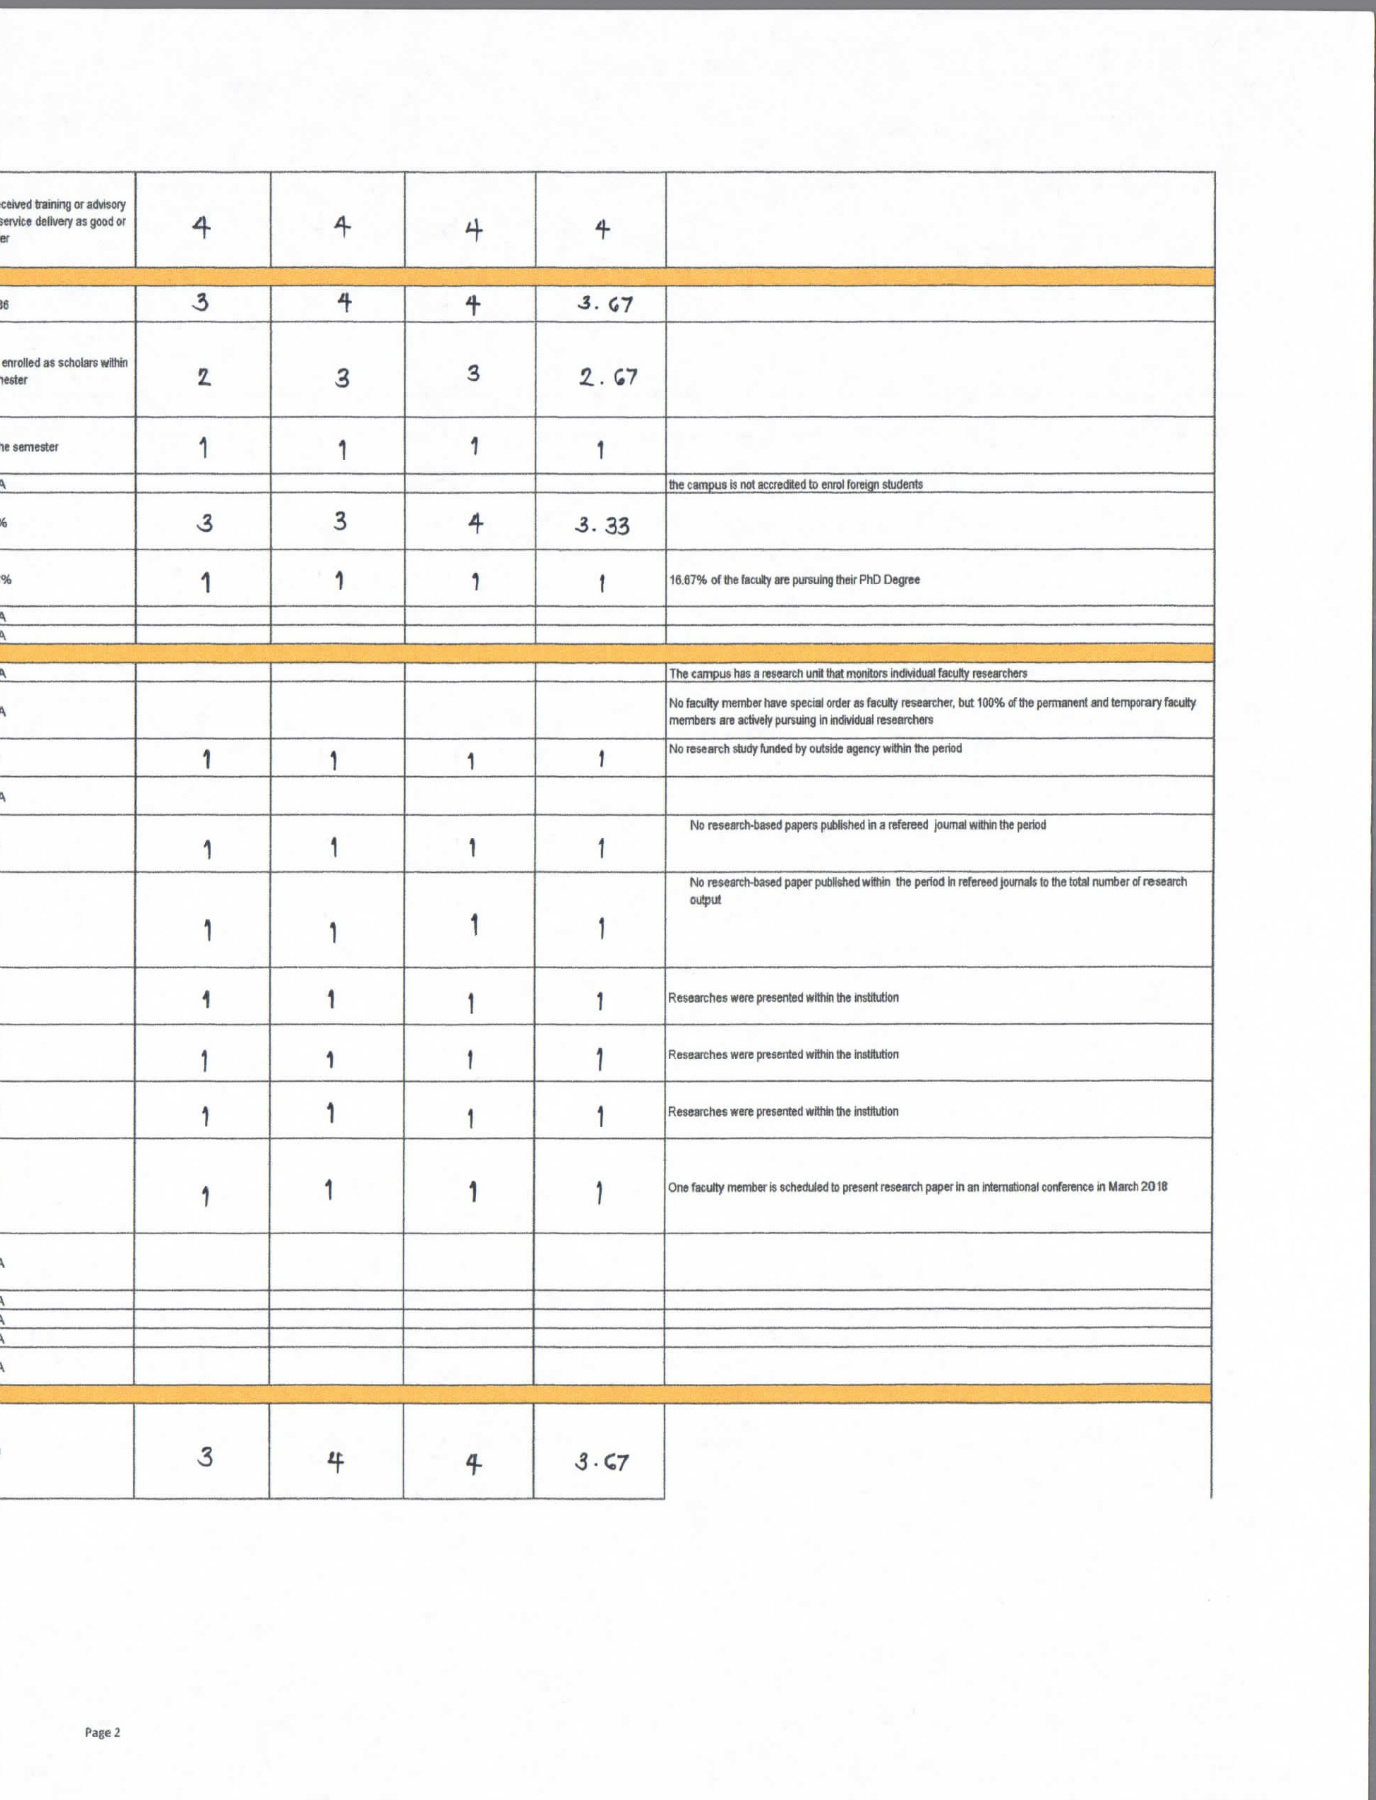 ceived training or advisory
service delivery as good or
er
4 4 4 4
36 3 4 4 3.67
enrolled as scholars within
nester
2 3 3 2.67
he semester 1 1 1 1
A the campus is not accredited to enrol foreign students
% 3 3 4 3.33
% 1 1 1 1 16.67% of the faculty are pursuing their PhD Degree
A
A
A The campus has a research unit that monitors individual faculty researchers
A No faculty member have special order as faculty researcher, but 100% of the permanent and temporary faculty
members are actively pursuing in individual researchers
1 1 1 1 No research study funded by outside agency within the period
A
No research-based papers published in a refereed journal within the period
1 1 1 1
No research-based paper published within the period in refereed journals to the total number of research
output
1 1 1 1
1 1 1 1 Researches were presented within the institution
1 1 1 1 Researches were presented within the institution
1 1 1 1 Researches were presented within the institution
1 1 1 1 One faculty member is scheduled to present research paper in an international conference in March 2018
A
A
A
A
A
3 4 4 3.67
Page 2